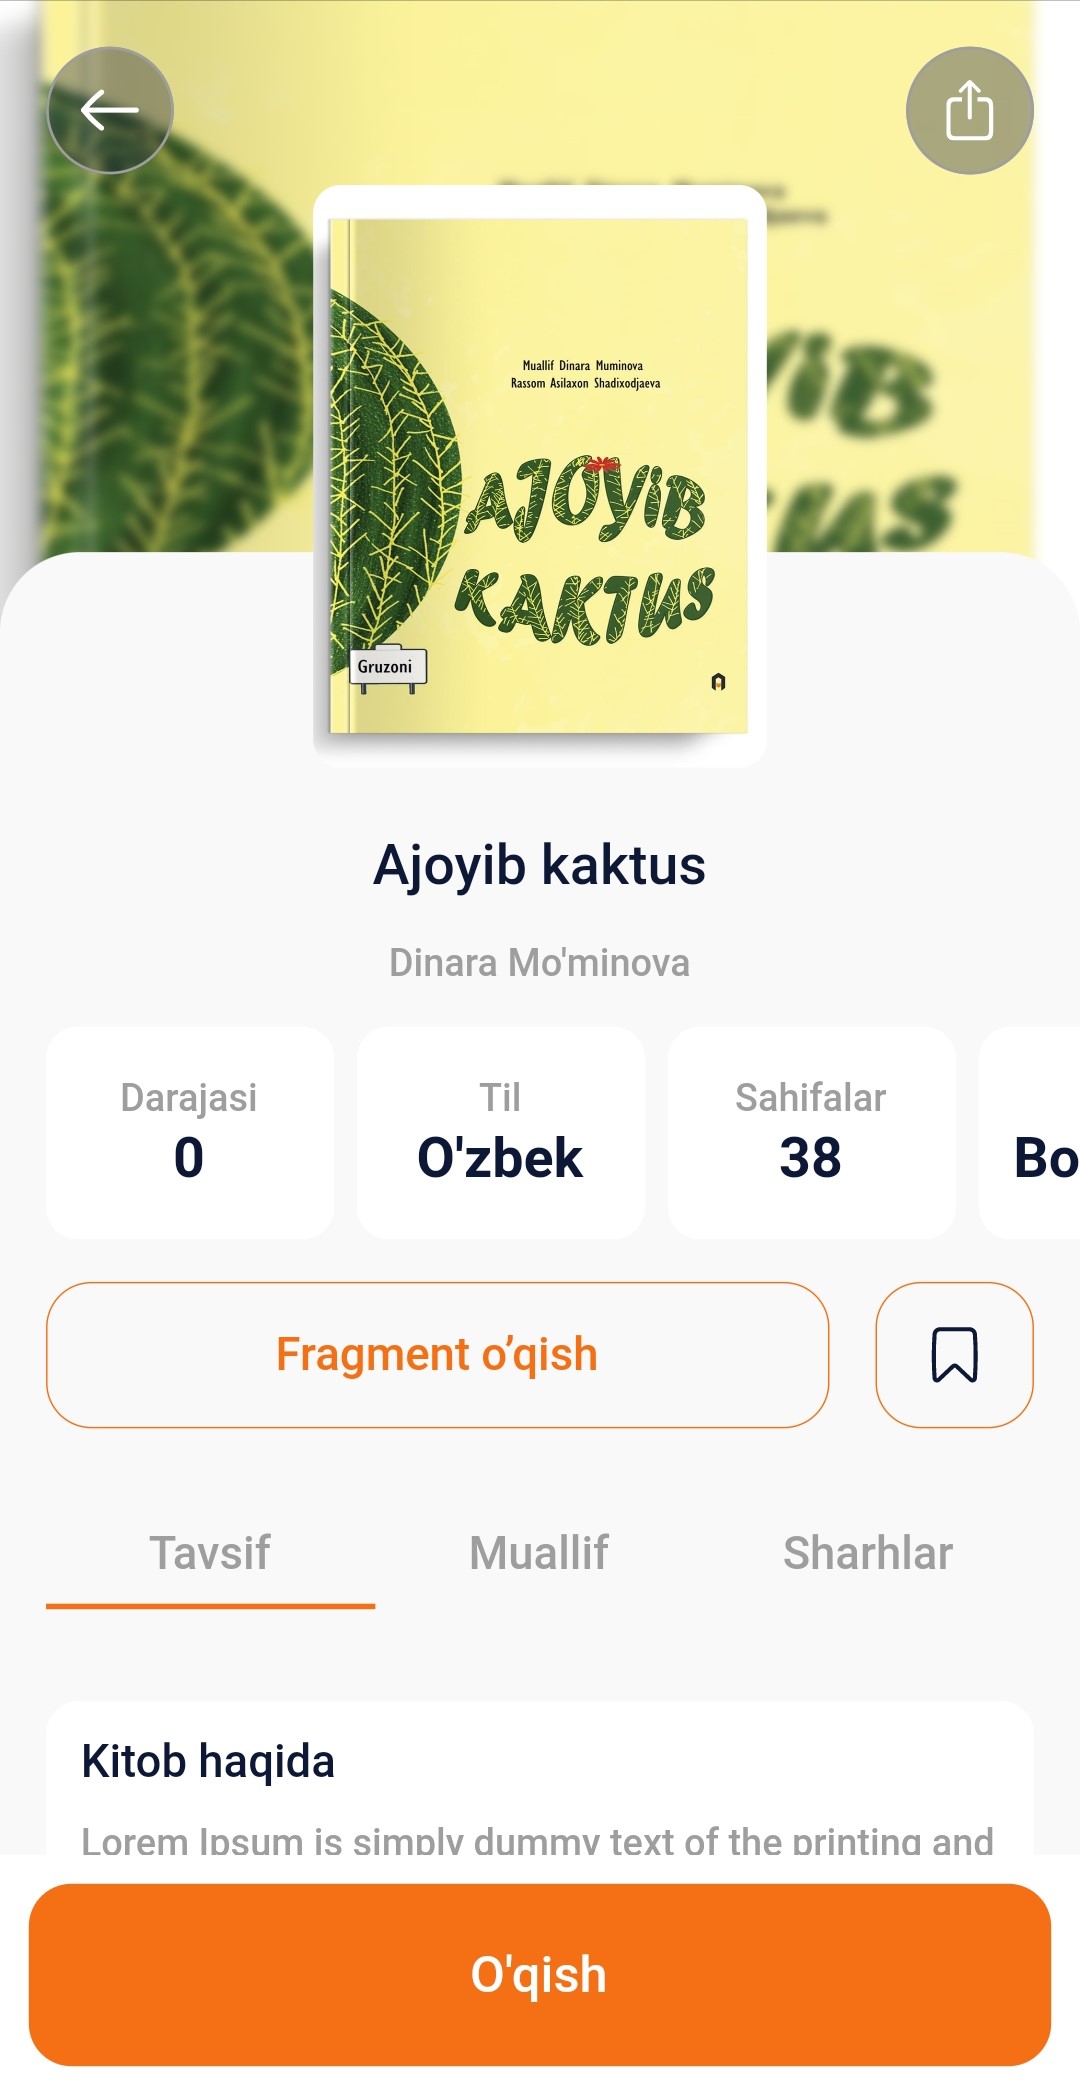 Muallif Dinara Muminova
Rassom Asilaxon Shadixodjaeva
AJOYiB
KAKTUS
Gruzoni
Ajoyib kaktus
Dinara Mo'minova
Darajasi
0
Til
O'zbek
Sahifalar
38
Bo
Fragment o’qish
Tavsif
Muallif
Sharhlar
Kitob haqida
Lorem Ipsum is simply dummy text of the printing and
O'qish